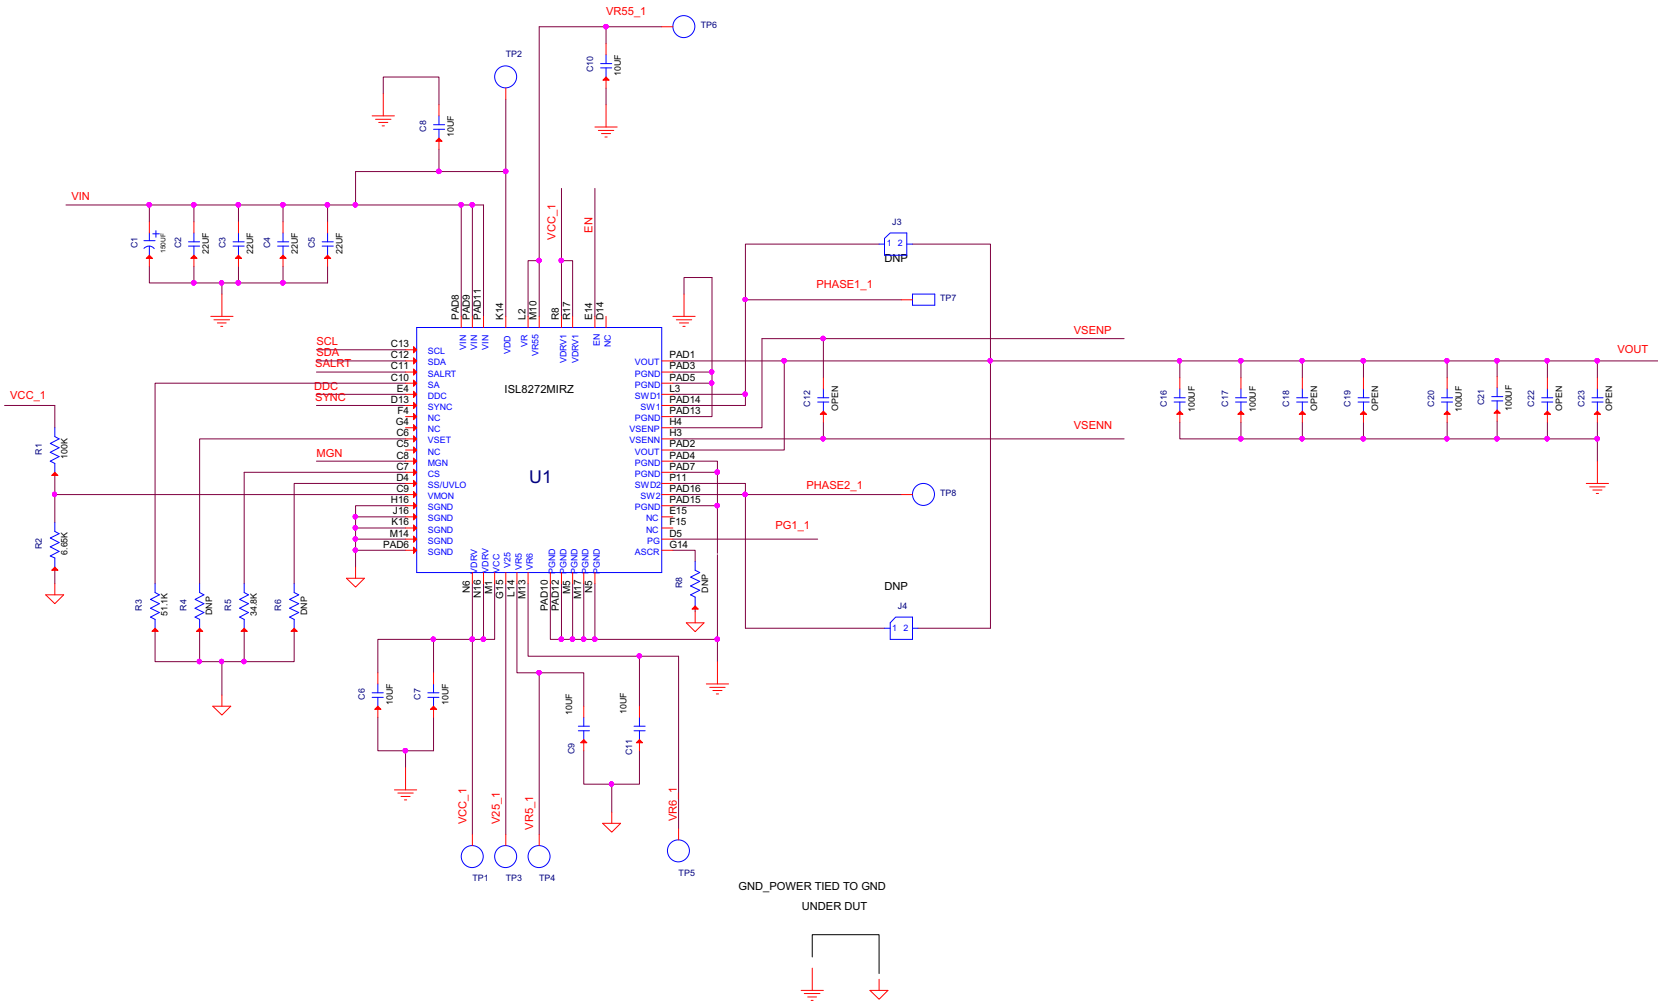 VR55_1
TP6
TP2
C10
10UF
C8
10UF
VIN
C1
150UF
C2
22UF
C3
22UF
C4
22UF
C5
22UF
VCC_1
EN
J3
1 2
DNP
PHASE1_1
TP7
PAD8
PAD9
PAD11
K14
L2
M10
R8
R17
E14
D14
VIN
VIN
VIN
VDD
VR
VR55
VDRV1
VDRV1
EN
NC
VSENP
VOUT
SCL
SDA
SALRT
DDC
SYNC
MGN
C13
C12
C11
C10
E4
D13
F4
G4
C6
C5
C8
C7
D4
C9
H16
J16
K16
M14
PAD6
SCL
SDA
SALRT
SA
DDC
SYNC
NC
NC
VSET
NC
MGN
CS
SS/UVLO
VMON
SGND
SGND
SGND
SGND
SGND
ISL8272MIRZ
U1
VOUT
PGND
PGND
SWD1
SW1
PGND
VSENP
VSENN
VOUT
PGND
PGND
SWD2
SW2
PGND
NC
NC
PG
ASCR
PAD1
PAD3
PAD5
L3
PAD14
PAD13
H4
H3
PAD2
PAD4
PAD7
P11
PAD16
PAD15
E15
F15
D5
G14
C12
OPEN
C16
100UF
C17
100UF
C18
OPEN
C19
OPEN
C20
100UF
C21
100UF
C22
OPEN
C23
OPEN
VSENN
VCC_1
R1
100K
R2
6.65K
PHASE2_1
TP8
PG1_1
VDRV
VDRV
VCC
V25
VR5
VR6
PGND
PGND
PGND
PGND
PGND
N6
N16
M1
G15
L14
M13
PAD10
PAD12
M5
M17
N5
R8
DNP
DNP
J4
1 2
R3
51.1K
R4
DNP
R5
34.8K
R6
DNP
C6
10UF
C7
10UF
10UF
C9
10UF
C11
VCC_1
V25_1
VR5_1
VR6_1
TP1
TP3
TP4
TP5
GND_POWER TIED TO GND
UNDER DUT